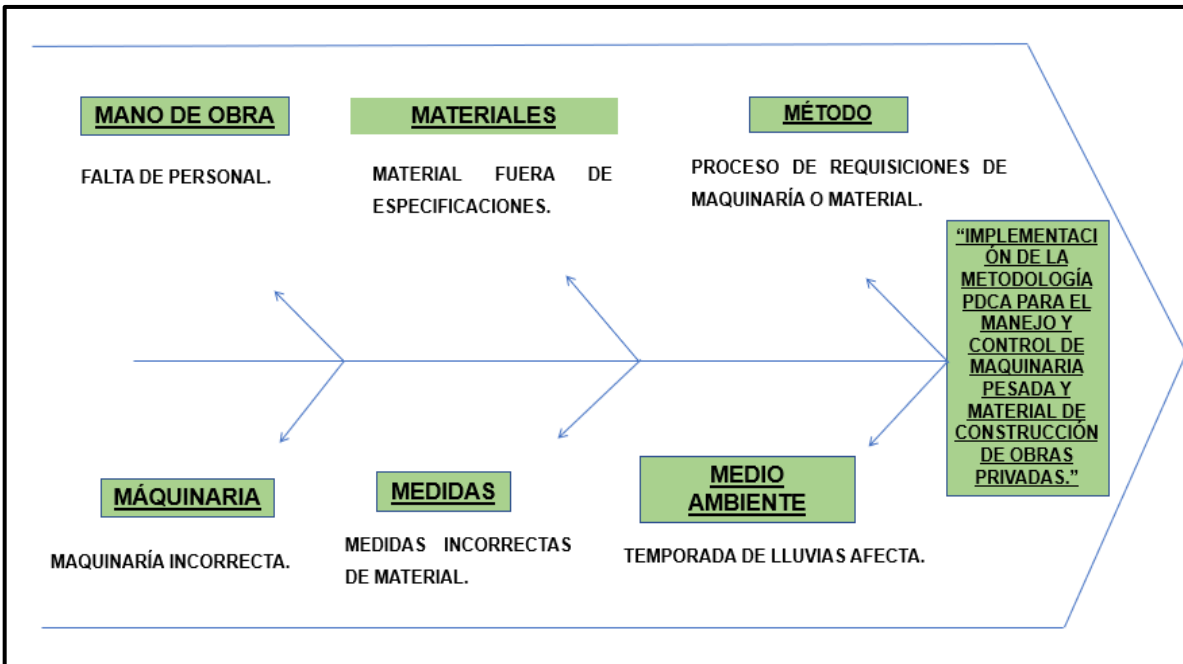 MANO DE OBRA
FALTA DE PERSONAL.
MATERIALES
MATERIAL FUERA DE
ESPECIFICACIONES.
MÉTODO
PROCESO DE REQUISICIONES DE
MAQUINARÍA O MATERIAL.
“IMPLEMENTACI
ÓN DE LA
METODOLOGÍA
PDCA PARA EL
MANEJO Y
CONTROL DE
MAQUINARIA
PESADA Y
MATERIAL DE
CONSTRUCCIÓN
DE OBRAS
PRIVADAS.”
MÁQUINARIA
MAQUINARÍA INCORRECTA.
MEDIDAS
MEDIDAS INCORRECTAS
DE MATERIAL.
MEDIO
AMBIENTE
TEMPORADA DE LLUVIAS AFECTA.